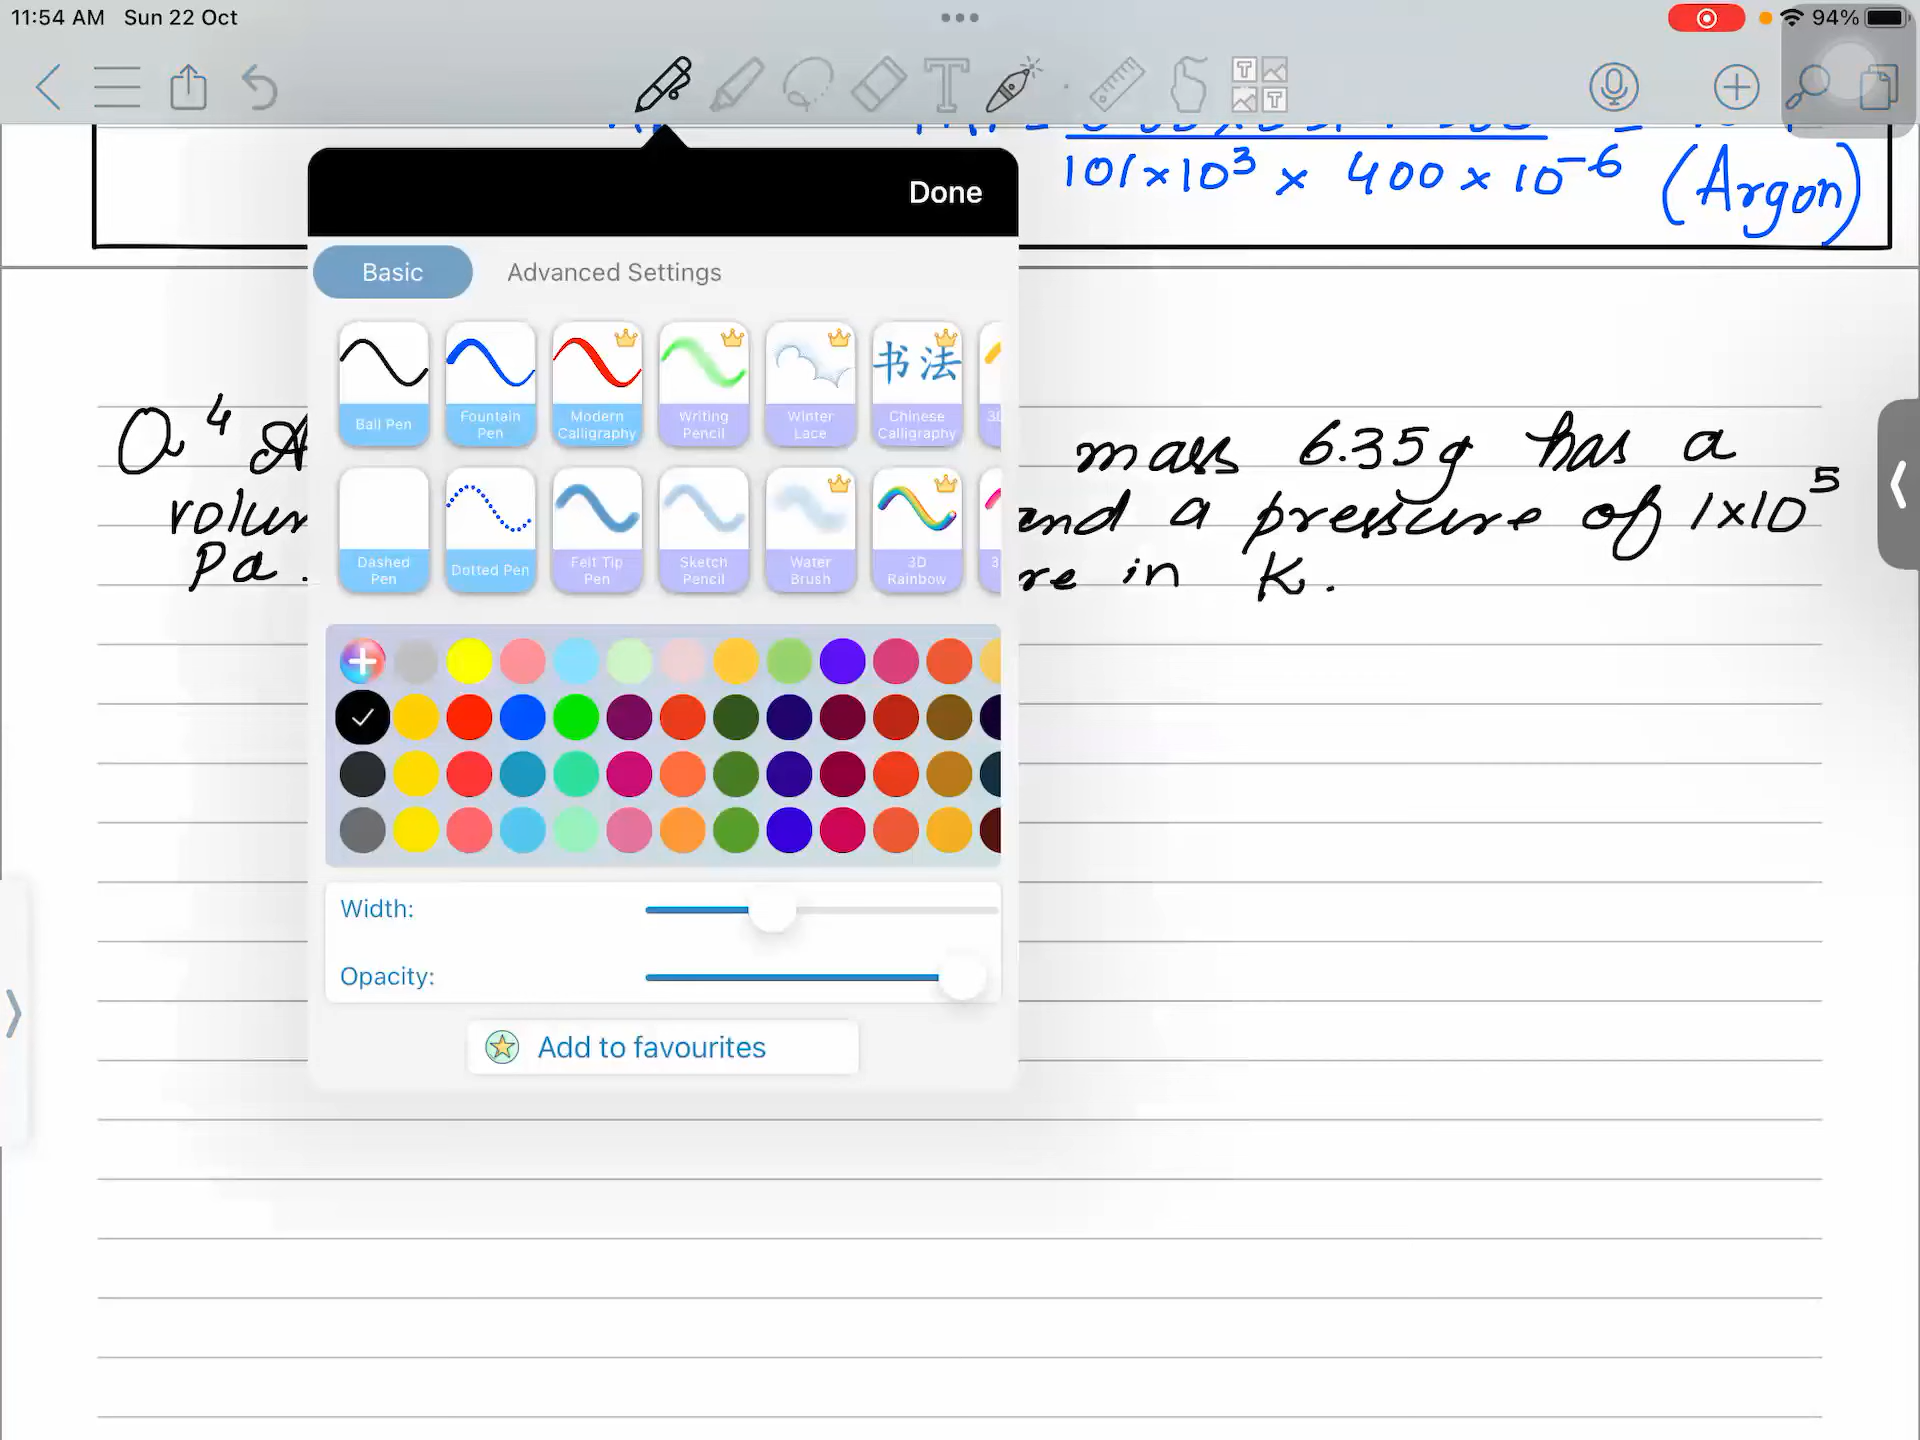 11:54 AM Sun 22 Oct
94%
101×10³ × 400 × 10⁻⁶ (Argon)
Done
Basic Advanced Settings
书法
Ball Pen Fountain Pen Modern Calligraphy Writing Pencil Winter Lace Chinese Calligraphy
Dashed Pen Dotted Pen Felt Tip Pen Sketch Pencil Water Brush 3D Rainbow
Q4 A mass 6.35g has a
and a pressure of 1×10⁵
Pa. in K.
Width:
Opacity:
Add to favourites